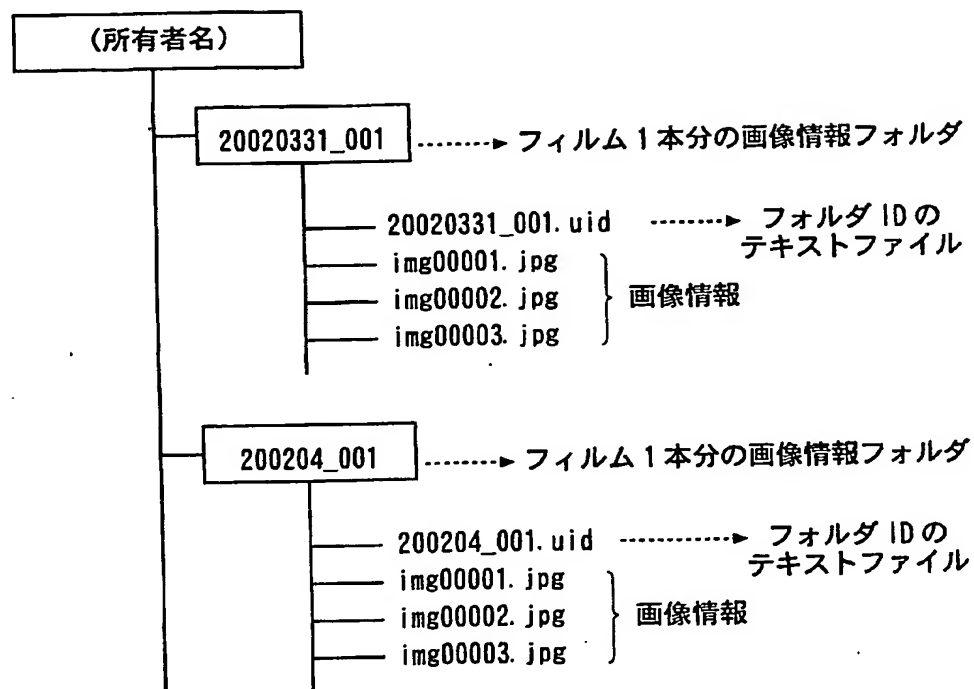 (所有者名)
20020331_001 フィルム1本分の画像情報フォルダ
20020331_001.uid フォルダIDの
テキストファイル
img00001.jpg
img00002.jpg 画像情報
img00003.jpg
200204_001 フィルム1本分の画像情報フォルダ
200204_001.uid フォルダIDの
テキストファイル
img00001.jpg
img00002.jpg 画像情報
img00003.jpg